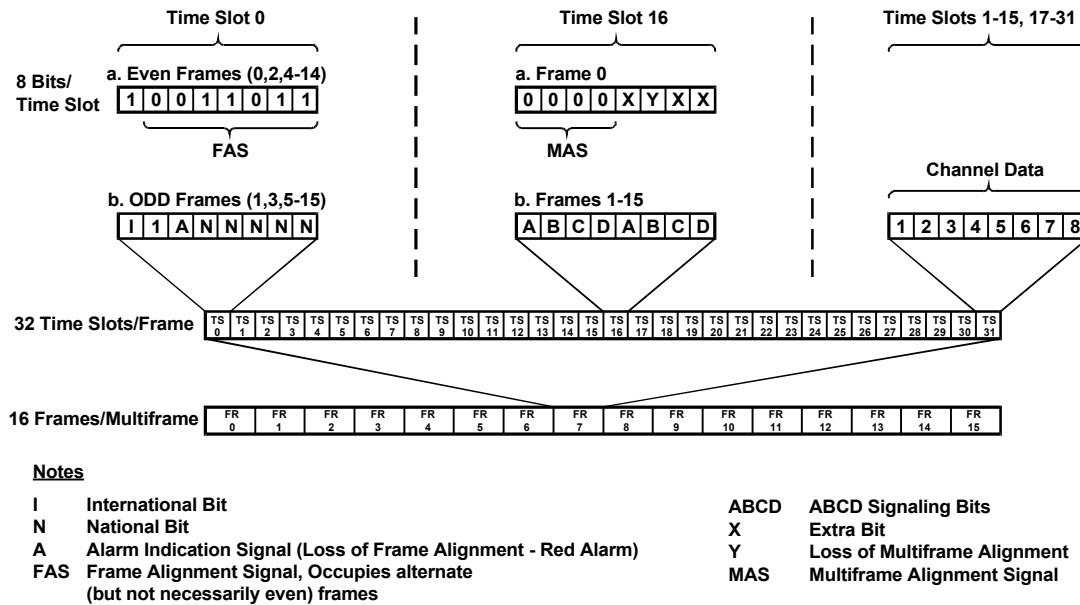 Time Slot 0
Time Slot 16
Time Slots 1-15, 17-31
8 Bits/
Time Slot
a. Even Frames (0,2,4-14)
1 0 0 1 1 0 1 1
FAS
a. Frame 0
0 0 0 0 X Y X X
MAS
b. ODD Frames (1,3,5-15)
I 1 A N N N N N
b. Frames 1-15
A B C D A B C D
Channel Data
1 2 3 4 5 6 7 8
32 Time Slots/Frame
TS 0 TS 1 TS 2 TS 3 TS 4 TS 5 TS 6 TS 7 TS 8 TS 9 TS 10 TS 11 TS 12 TS 13 TS 14 TS 15 TS 16 TS 17 TS 18 TS 19 TS 20 TS 21 TS 22 TS 23 TS 24 TS 25 TS 26 TS 27 TS 28 TS 29 TS 30 TS 31
16 Frames/Multiframe
FR 0 FR 1 FR 2 FR 3 FR 4 FR 5 FR 6 FR 7 FR 8 FR 9 FR 10 FR 11 FR 12 FR 13 FR 14 FR 15
Notes
I International Bit
N National Bit
A Alarm Indication Signal (Loss of Frame Alignment - Red Alarm)
FAS Frame Alignment Signal, Occupies alternate
(but not necessarily even) frames
ABCD ABCD Signaling Bits
X Extra Bit
Y Loss of Multiframe Alignment
MAS Multiframe Alignment Signal